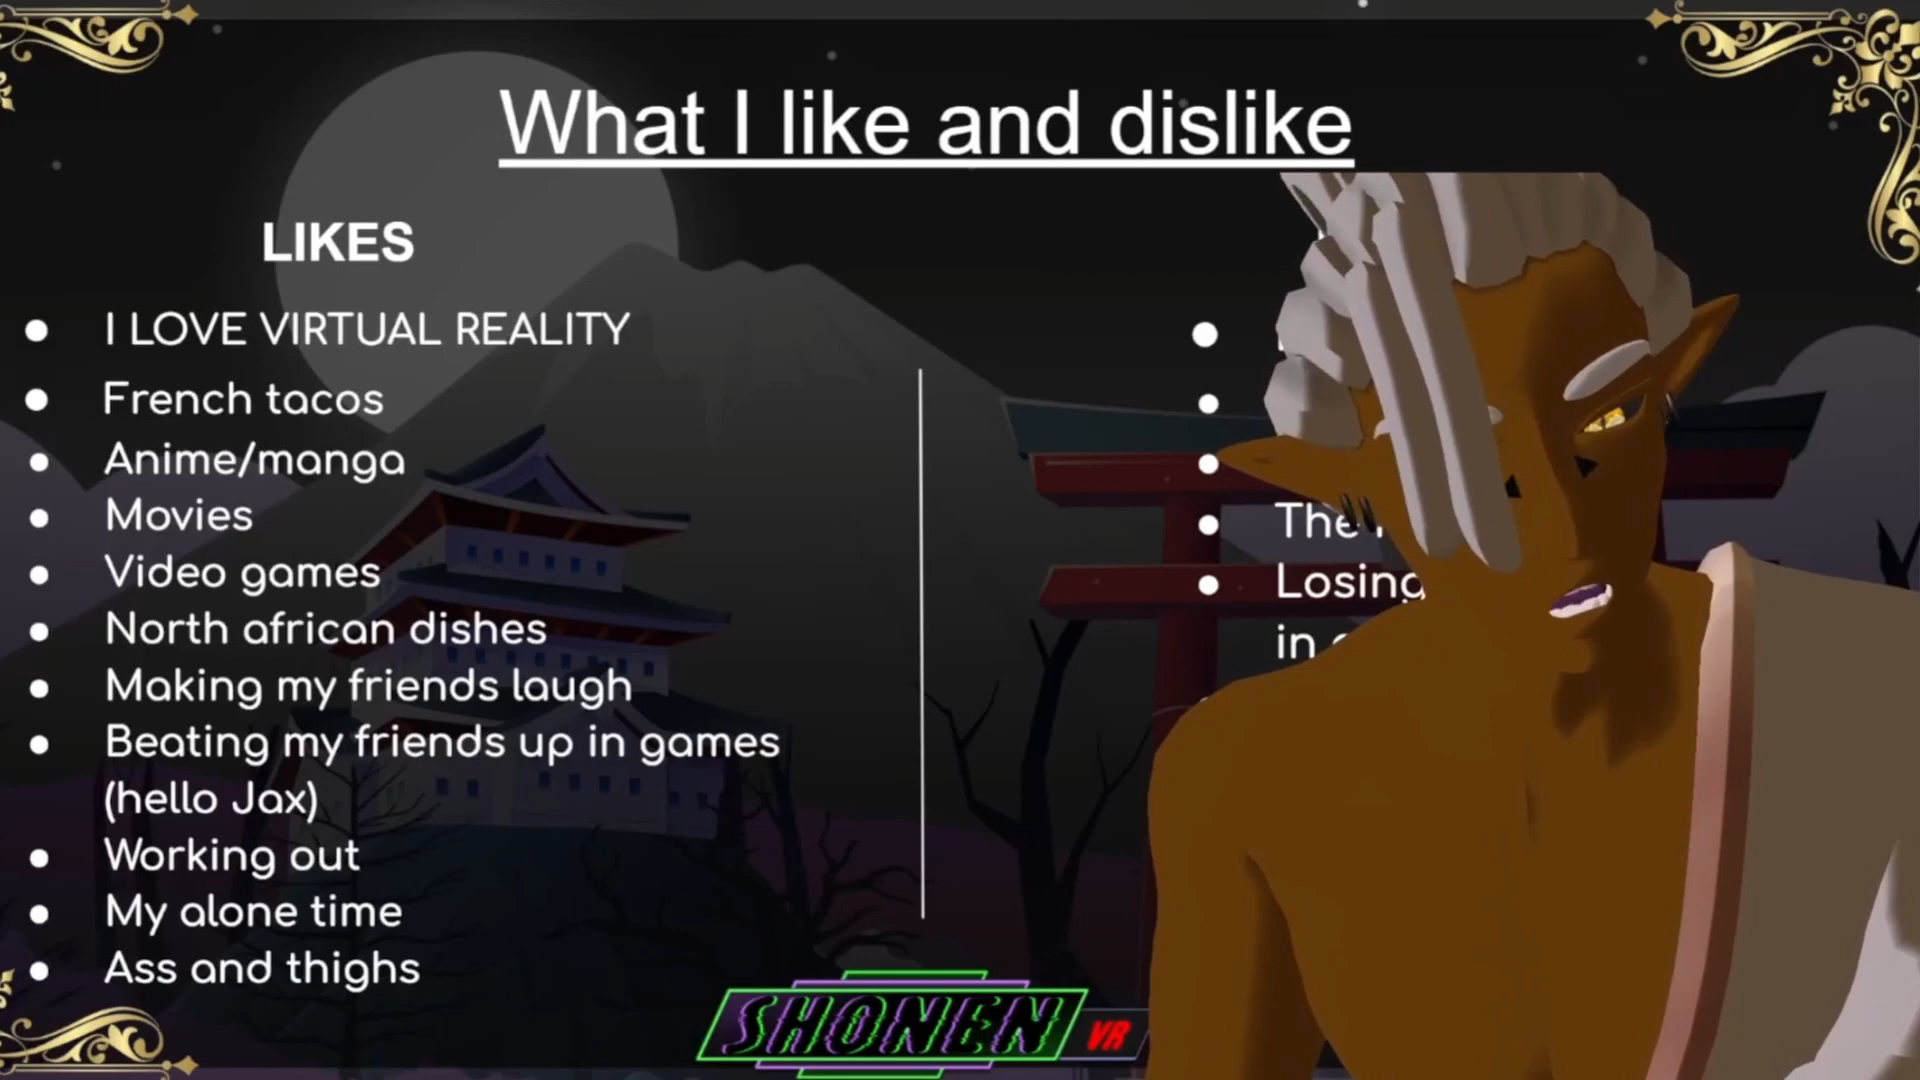 What I like and dislike
LIKES
I LOVE VIRTUAL REALITY
French tacos
Anime/manga
Movies
Video games
North african dishes
Making my friends laugh
Beating my friends up in games
(hello Jax)
Working out
My alone time
Ass and thighs
The
Losing
in
SHONEN
VR